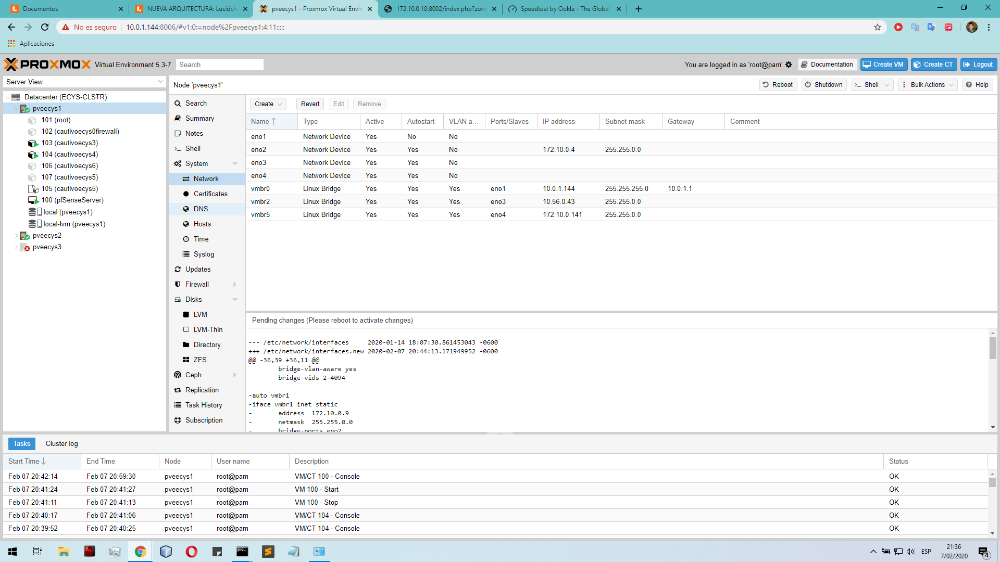 Documentos
NUEVA ARQUITECTURA: Lucidch
pveecys1 - Proxmox Virtual Envir
172.10.0.10:8002/index.php?zone
Speedtest by Ookla - The Global
No es seguro
10.0.1.144:8006/#v1:0:=node%2Fpveecys1:4:11:::::
Aplicaciones
PROXMOX Virtual Environment 5.3-7
Search
You are logged in as 'root@pam'
Documentation
Create VM
Create CT
Logout
Server View
Datacenter (ECYS-CLSTR)
pveecys1
101 (root)
102 (cautivoecys0firewall)
103 (cautivoecys3)
104 (cautivoecys4)
106 (cautivoecys6)
107 (cautivoecys5)
105 (cautivoecys5)
100 (pfSenseServer)
local (pveecys1)
local-lvm (pveecys1)
pveecys2
pveecys3
Node 'pveecys1'
Reboot
Shutdown
Shell
Bulk Actions
Help
Search
Summary
Notes
Shell
System
Network
Certificates
DNS
Hosts
Time
Syslog
Updates
Firewall
Disks
LVM
LVM-Thin
Directory
ZFS
Ceph
Replication
Task History
Subscription
Create
Revert
Edit
Remove
Name Type Active Autostart VLAN a... Ports/Slaves IP address Subnet mask Gateway Comment
eno1 Network Device Yes No No
eno2 Network Device Yes Yes No 172.10.0.4 255.255.0.0
eno3 Network Device Yes Yes No
eno4 Network Device Yes Yes No
vmbr0 Linux Bridge Yes Yes Yes eno1 10.0.1.144 255.255.255.0 10.0.1.1
vmbr2 Linux Bridge Yes Yes Yes eno3 10.56.0.43 255.255.0.0
vmbr5 Linux Bridge Yes Yes Yes eno4 172.10.0.141 255.255.0.0
Pending changes (Please reboot to activate changes)
--- /etc/network/interfaces 2020-01-14 18:07:30.861453043 -0600
+++ /etc/network/interfaces.new 2020-02-07 20:44:13.171949952 -0600
@@ -36,39 +36,11 @@
bridge-vlan-aware yes
bridge-vids 2-4094
-auto vmbr1
-iface vmbr1 inet static
- address 172.10.0.9
- netmask 255.255.0.0
- bridge-ports eno2
Tasks
Cluster log
Start Time End Time Node User name Description Status
Feb 07 20:42:14 Feb 07 20:59:30 pveecys1 root@pam VM/CT 100 - Console OK
Feb 07 20:41:24 Feb 07 20:41:27 pveecys1 root@pam VM 100 - Start OK
Feb 07 20:41:11 Feb 07 20:41:13 pveecys1 root@pam VM 100 - Stop OK
Feb 07 20:40:17 Feb 07 20:41:06 pveecys1 root@pam VM/CT 104 - Console OK
Feb 07 20:39:52 Feb 07 20:40:25 pveecys1 root@pam VM/CT 104 - Console OK
ESP
21:36
7/02/2020
4